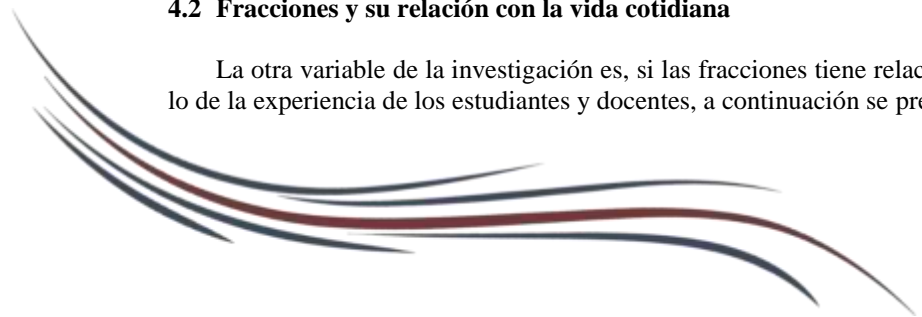 4.2 Fracciones y su relación con la vida cotidiana
La otra variable de la investigación es, si las fracciones tiene
lo de la experiencia de los estudiantes y docentes, a continuación se